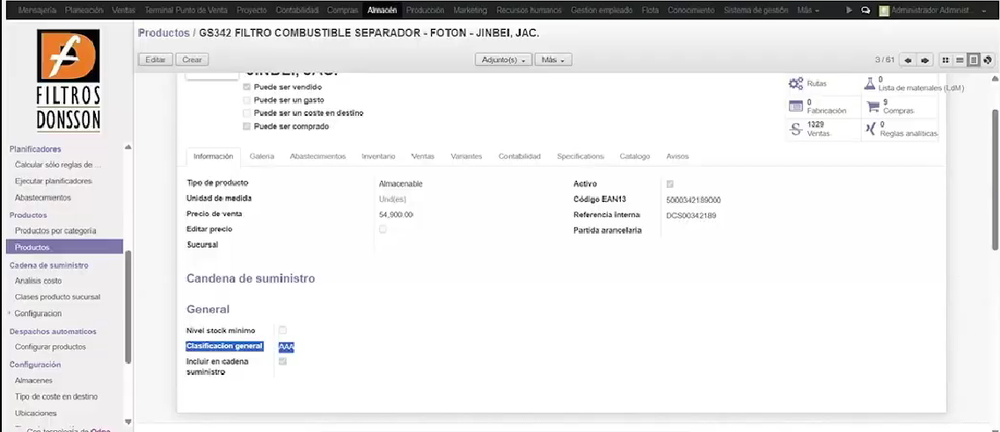 Mensajería Planeación Ventas Terminal Punto de Venta Proyecto Contabilidad Compras Almacén Producción Marketing Recursos humanos Gestion empleado Flota Conocimiento Sistema de gestión Más Administrador Administ...
FILTROS
DONSSON
Productos / GS342 FILTRO COMBUSTIBLE SEPARADOR - FOTON - JINBEI, JAC.
Editar Crear Adjunto(s) Más 3 / 61
JINBEI, JAC.
Puede ser vendido
Puede ser un gasto
Puede ser un coste en destino
Puede ser comprado
Rutas
0 Lista de materiales (LdM)
0 Fabricación
9 Compras
1329 Ventas
0 Reglas analíticas
Planificadores
Calcular sólo reglas de ...
Ejecutar planificadores
Abastecimientos
Productos
Productos por categoría
Productos
Cadena de suministro
Análisis costo
Clases producto sucursal
Configuracion
Despachos automaticos
Configurar productos
Configuración
Almacenes
Tipo de coste en destino
Ubicaciones
Con tecnología de Odoo
Información Galeria Abastecimientos Inventario Ventas Variantes Contabilidad Specifications Catalogo Avisos
Tipo de producto Almacenable
Unidad de medida Und(es)
Precio de venta 54,900.00
Editar precio
Sucursal
Activo
Código EAN13 5000342189000
Referencia interna DCS00342189
Partida arancelaria
Candena de suministro
General
Nivel stock minimo
Clasificacion general AAA
Incluir en cadena
suministro